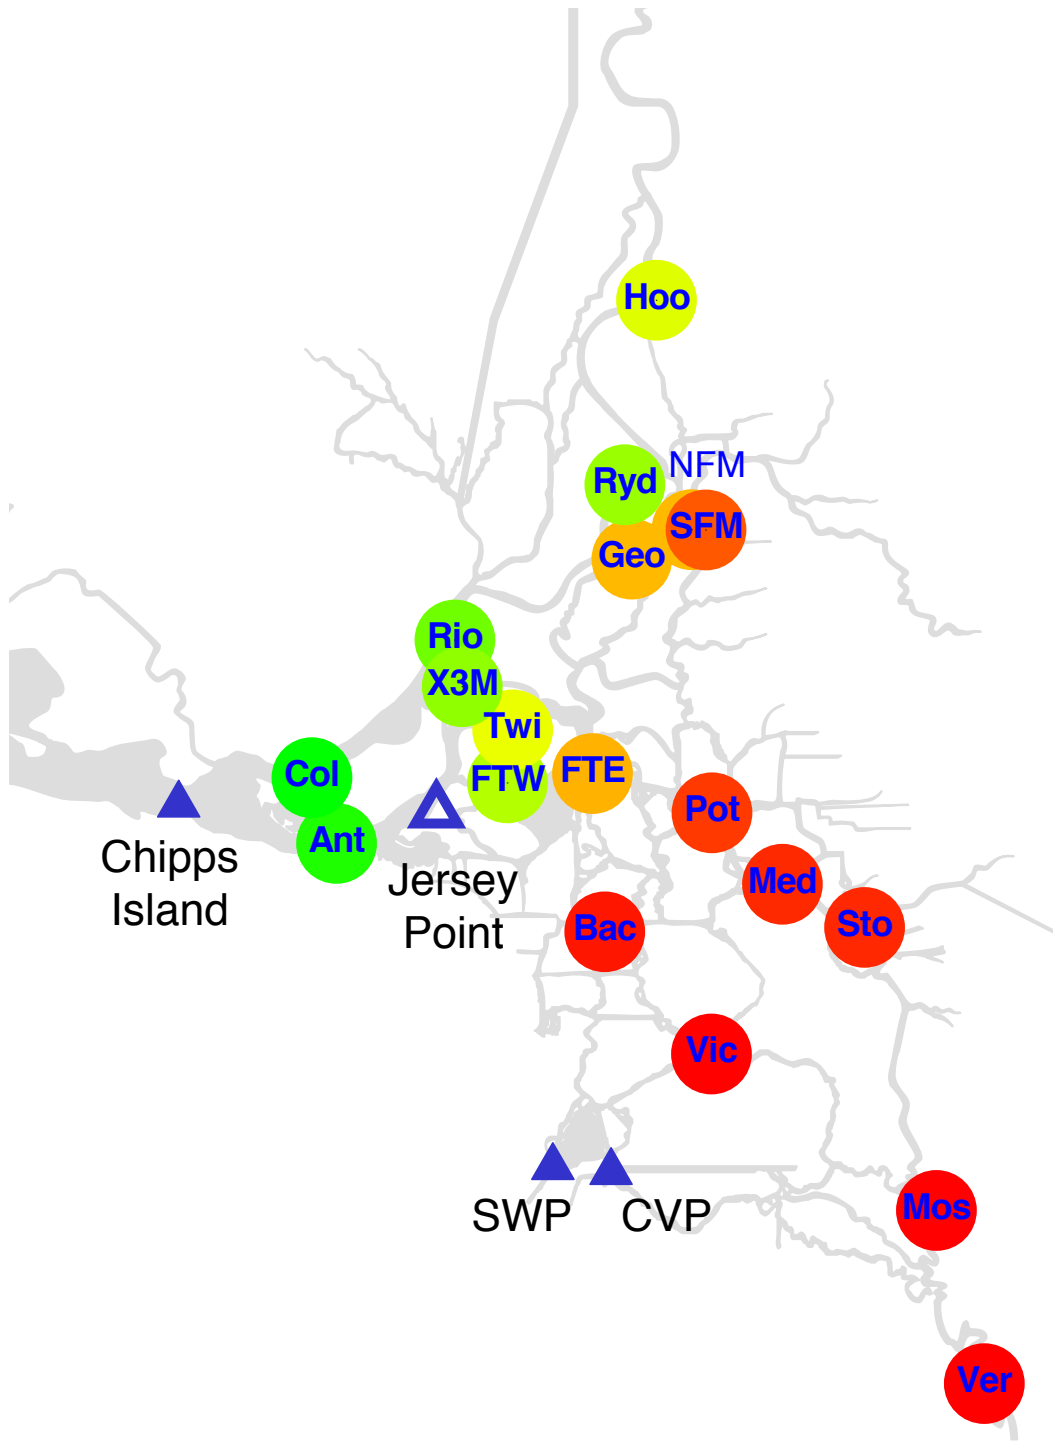 Hoo
NFM
Ryd
SFM
Geo
Rio
X3M
Twi
Col
FTW
FTE
Pot
Ant
Chipps
Island
Jersey
Point
Med
Sto
Bac
Vic
SWP
CVP
Mos
Ver